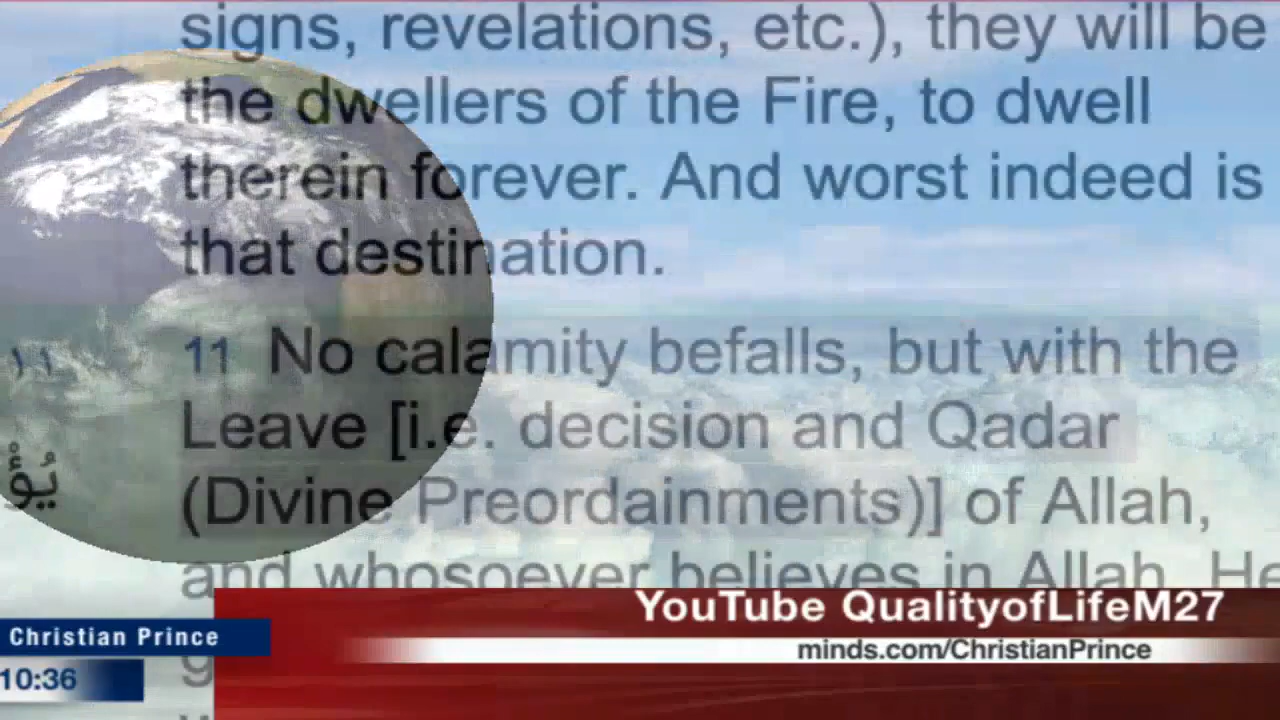 signs, revelations, etc.), they will be
the dwellers of the Fire, to dwell
therein forever. And worst indeed is
that destination.
11 No calamity befalls, but with the
Leave [i.e. decision and Qadar
(Divine Preordainments)] of Allah,
and whosoever believes in Allah, He
YouTube QualityofLifeM27
Christian Prince
minds.com/ChristianPrince
10:36